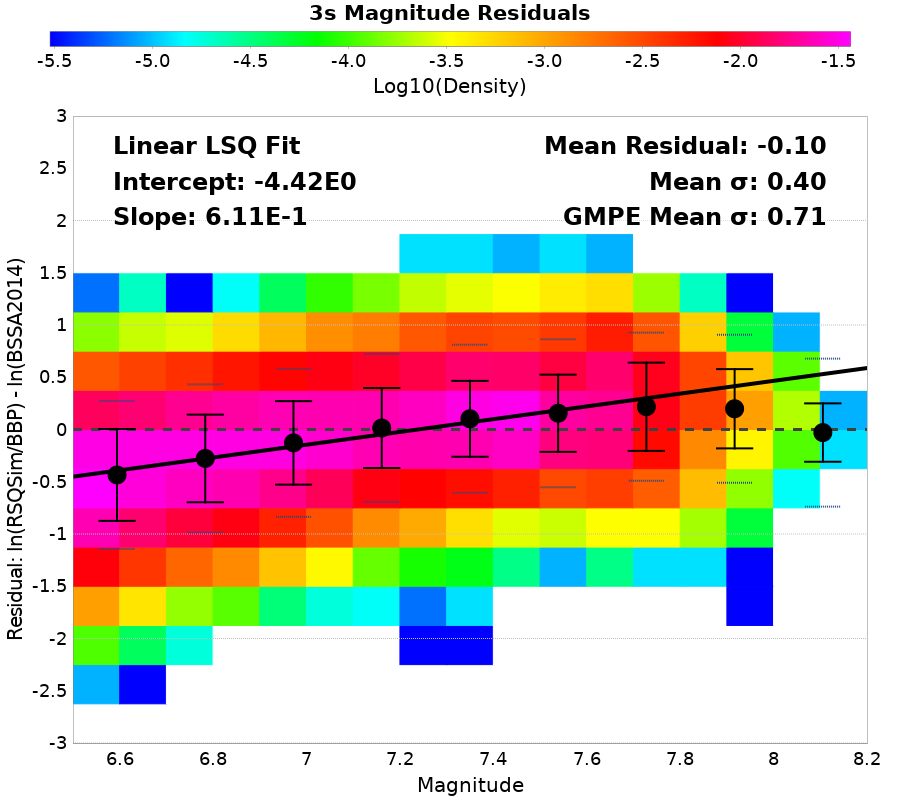 3s Magnitude Residuals
-5.5 -5.0 -4.5 -4.0 -3.5 -3.0 -2.5 -2.0 -1.5
Log10(Density)
Linear LSQ Fit
Intercept: -4.42E0
Slope: 6.11E-1
Mean Residual: -0.10
Mean σ: 0.40
GMPE Mean σ: 0.71
Residual: ln(RSQSim/BBP) - ln(BSSA2014)
3
2.5
2
1.5
1
0.5
0
-0.5
-1
-1.5
-2
-2.5
-3
6.6 6.8 7 7.2 7.4 7.6 7.8 8 8.2
Magnitude